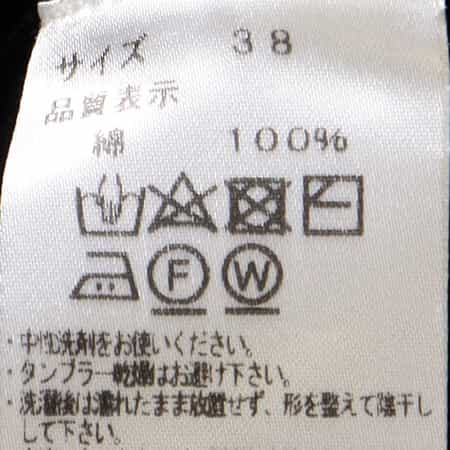 サイズ 38
品質表示
綿 100%
F W
・中性洗剤をお使いください。
・タンブラー乾燥はお避け下さい。
・洗濯後は濡れたまま放置せず、形を整えて陰干し
して下さい。